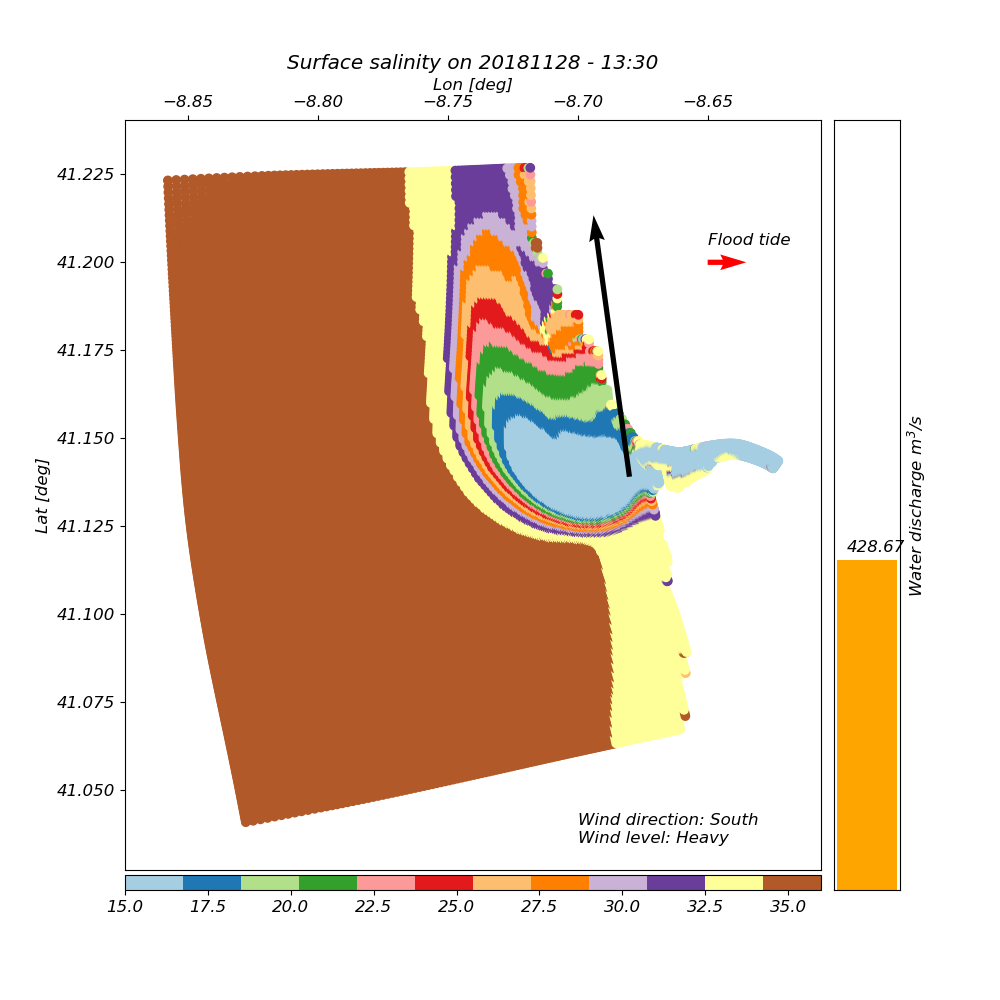 Surface salinity on 20181128 - 13:30
Lon [deg]
−8.85 −8.80 −8.75 −8.70 −8.65
41.225
41.200
41.175
41.150
41.125
41.100
41.075
41.050
Lat [deg]
Flood tide
Wind direction: South
Wind level: Heavy
428.67
Water discharge m³/s
15.0 17.5 20.0 22.5 25.0 27.5 30.0 32.5 35.0